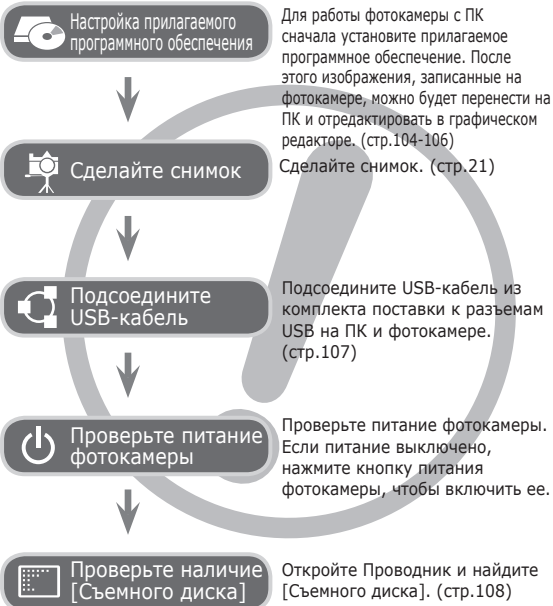 Настройка прилагаемого
программного обеспечения
Для работы фотокамеры с ПК
сначала установите прилагаемое
программное обеспечение. После
этого изображения, записанные на
фотокамере, можно будет перенести на
ПК и отредактировать в графическом
редакторе. (стр.104-106)
Сделайте снимок
Сделайте снимок. (стр.21)
Подсоедините
USB-кабель
Подсоедините USB-кабель из
комплекта поставки к разъемам
USB на ПК и фотокамере.
(стр.107)
Проверьте питание
фотокамеры
Проверьте питание фотокамеры.
Если питание выключено,
нажмите кнопку питания
фотокамеры, чтобы включить ее.
Проверьте наличие
[Съемного диска]
Откройте Проводник и найдите
[Съемного диска]. (стр.108)